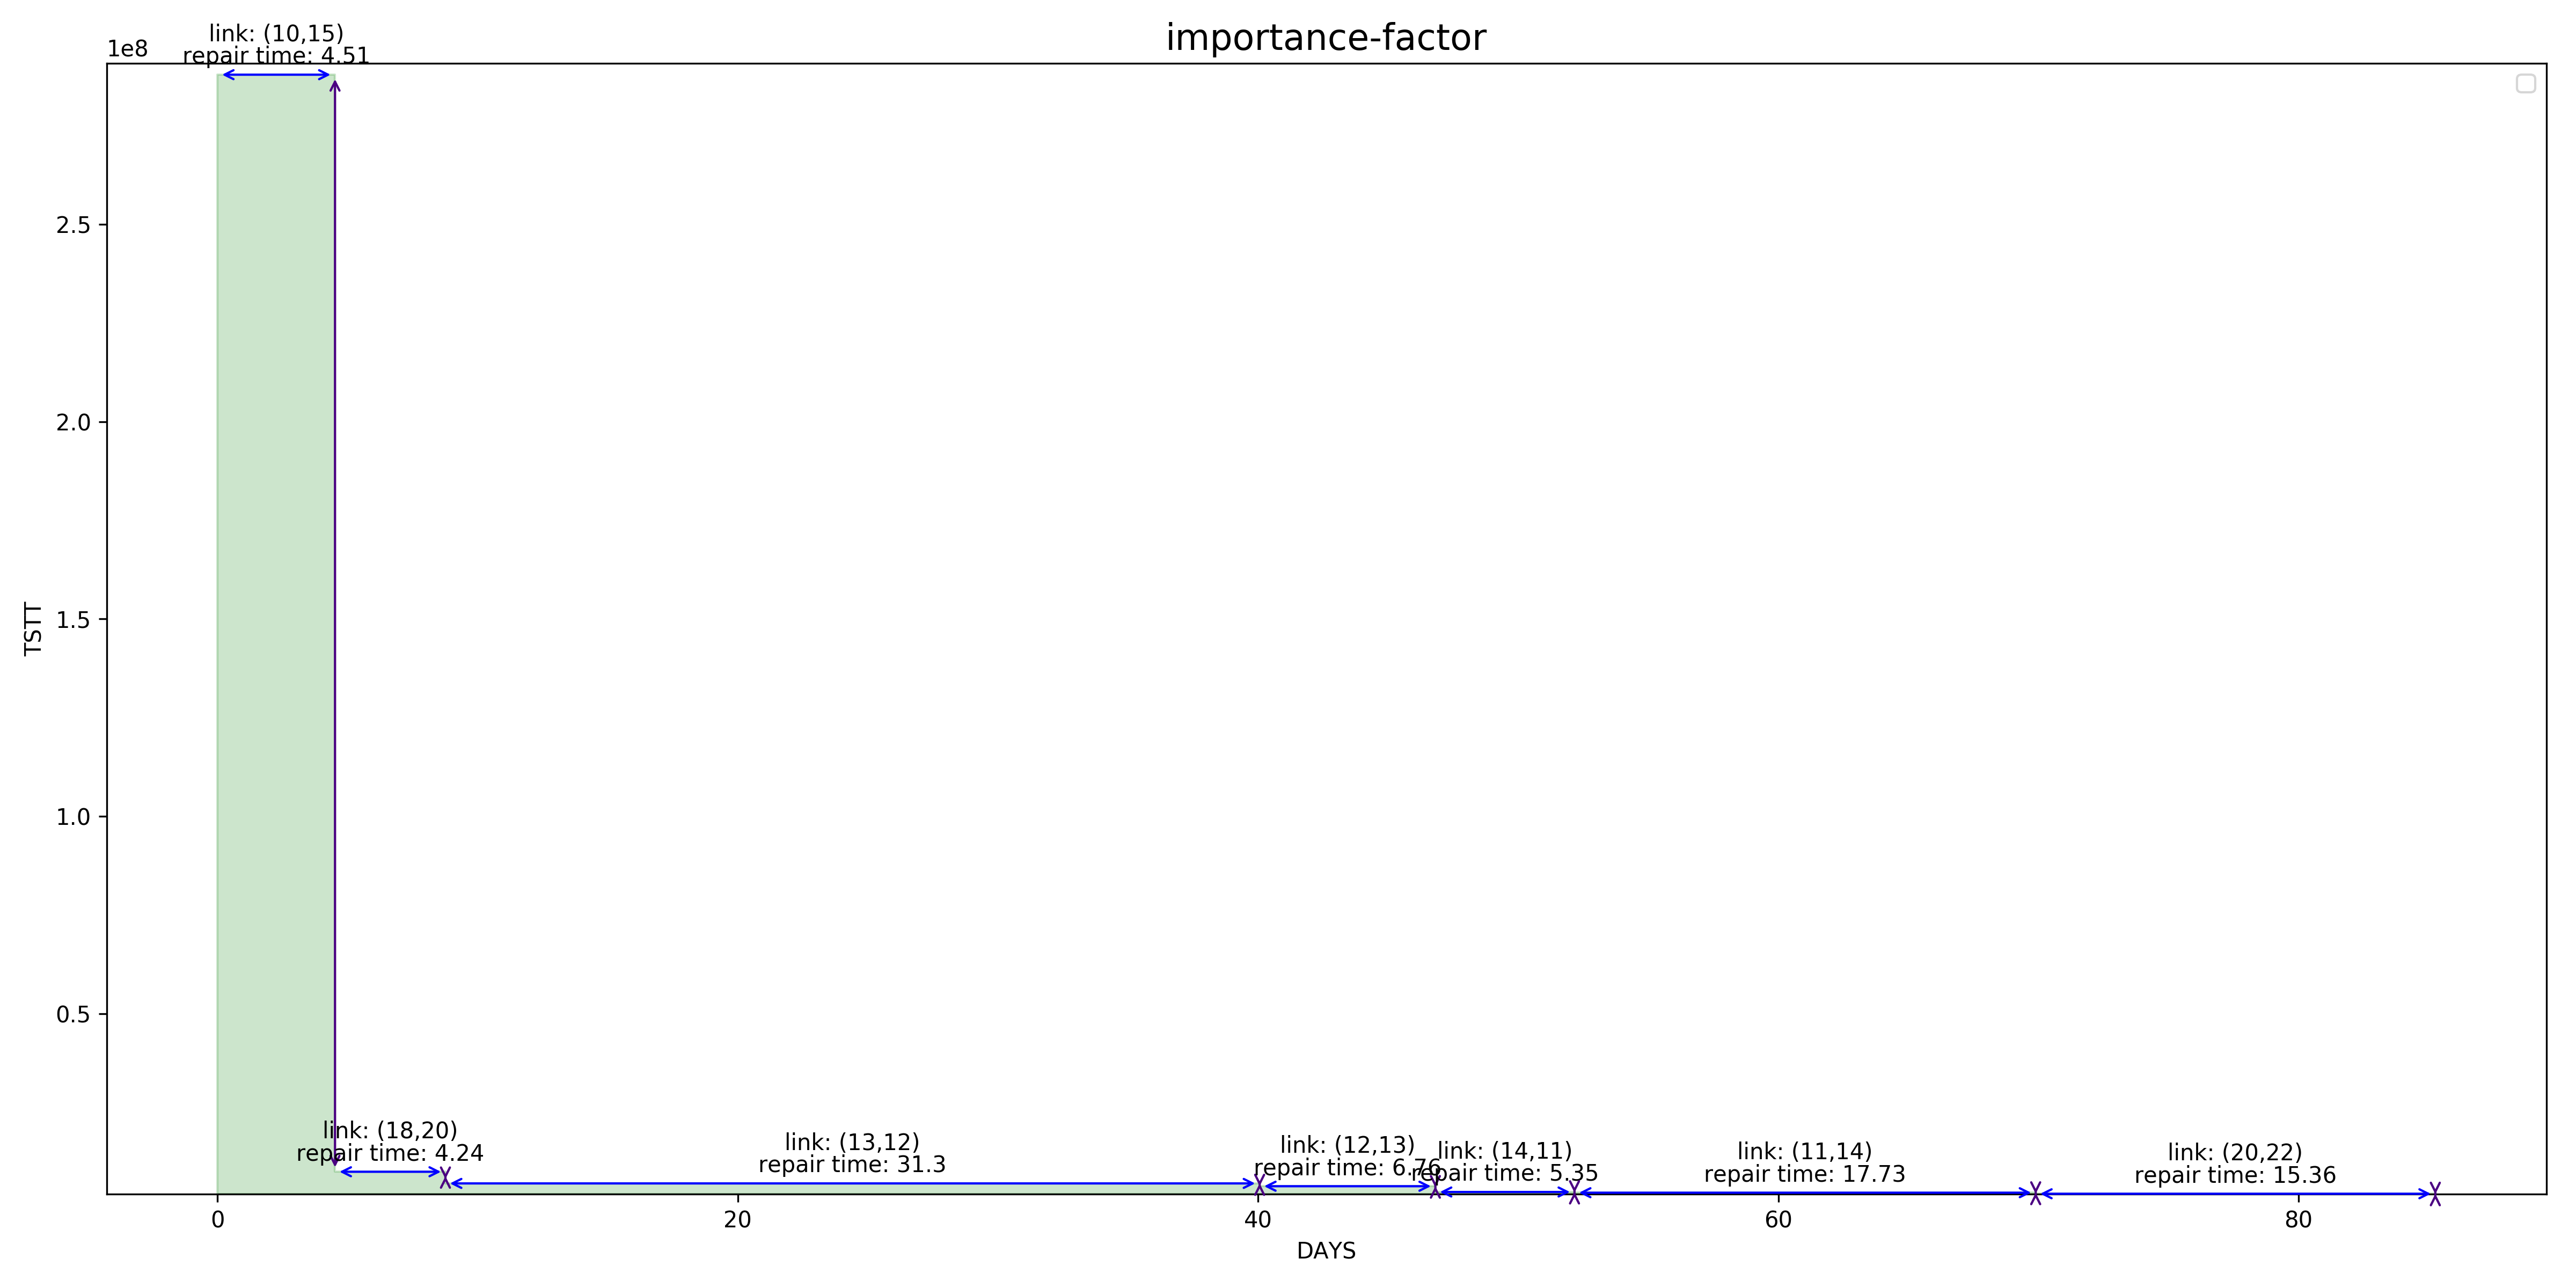 importance-factor
1e8
link: (10,15)
repair time: 4.51
2.5
2.0
1.5
1.0
0.5
TSTT
link: (18,20)
repair time: 4.24
link: (13,12)
repair time: 31.3
link: (12,13)
repair time: 6.76
link: (14,11)
repair time: 5.35
link: (11,14)
repair time: 17.73
link: (20,22)
repair time: 15.36
0
20
40
60
80
DAYS